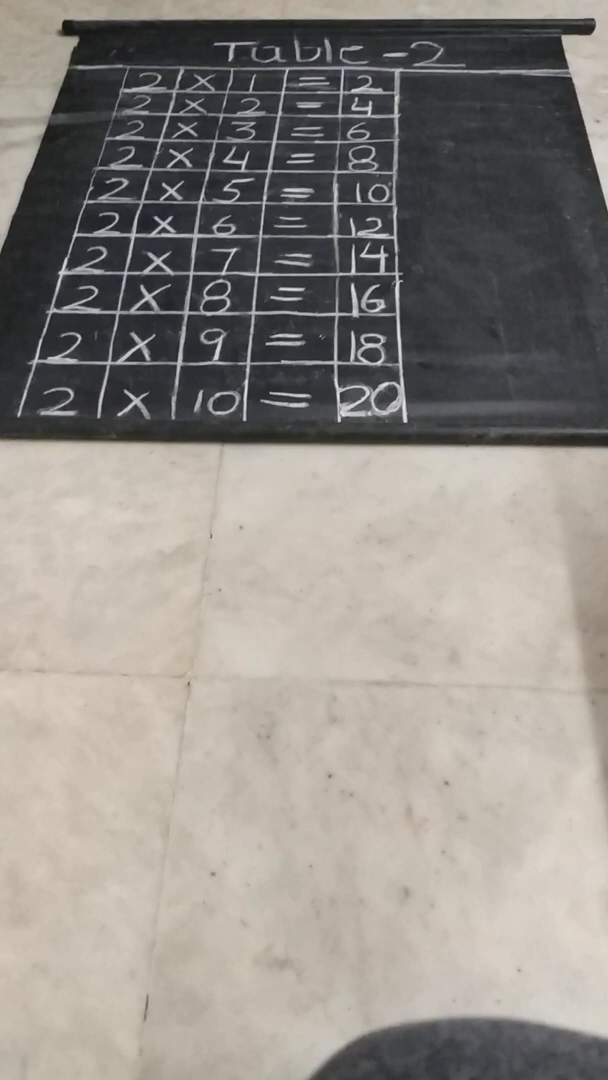 Table - 2
2 × 1 = 2
2 × 2 = 4
2 × 3 = 6
2 × 4 = 8
2 × 5 = 10
2 × 6 = 12
2 × 7 = 14
2 × 8 = 16
2 × 9 = 18
2 × 10 = 20